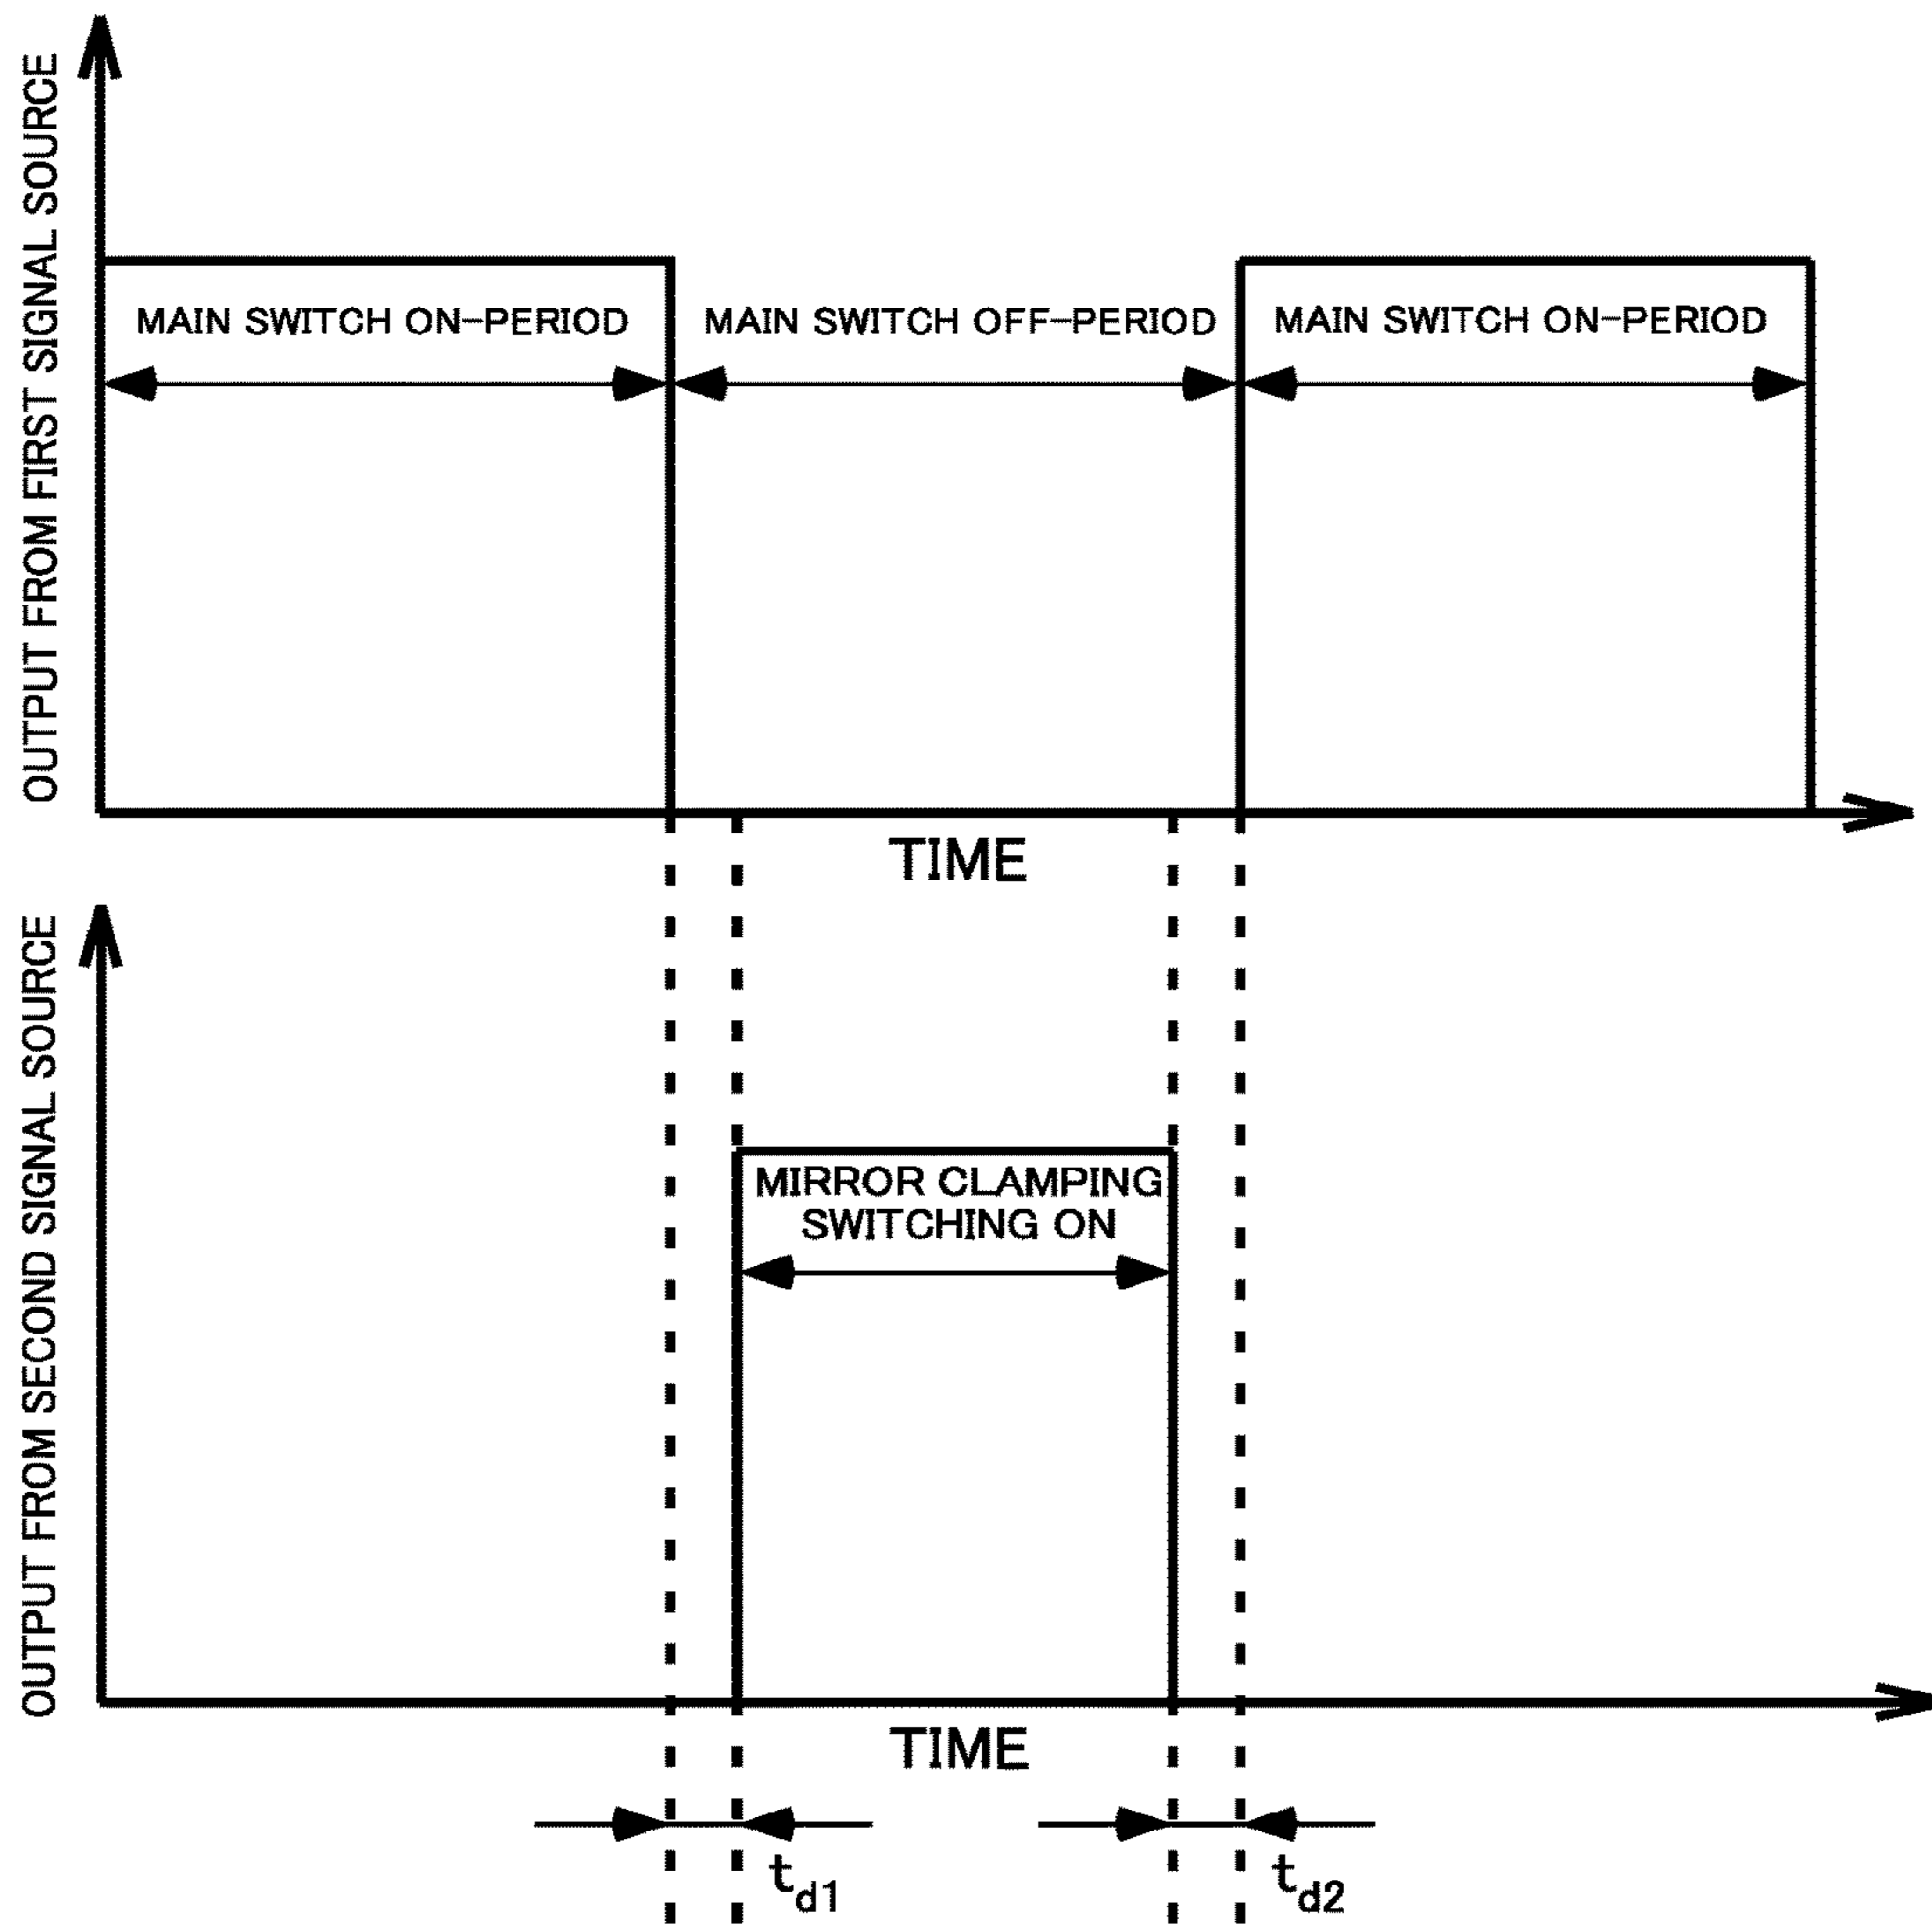 OUTPUT FROM FIRST SIGNAL SOURCE
MAIN SWITCH ON-PERIOD
MAIN SWITCH OFF-PERIOD
MAIN SWITCH ON-PERIOD
TIME
OUTPUT FROM SECOND SIGNAL SOURCE
MIRROR CLAMPING
SWITCHING ON
TIME
td1
td2